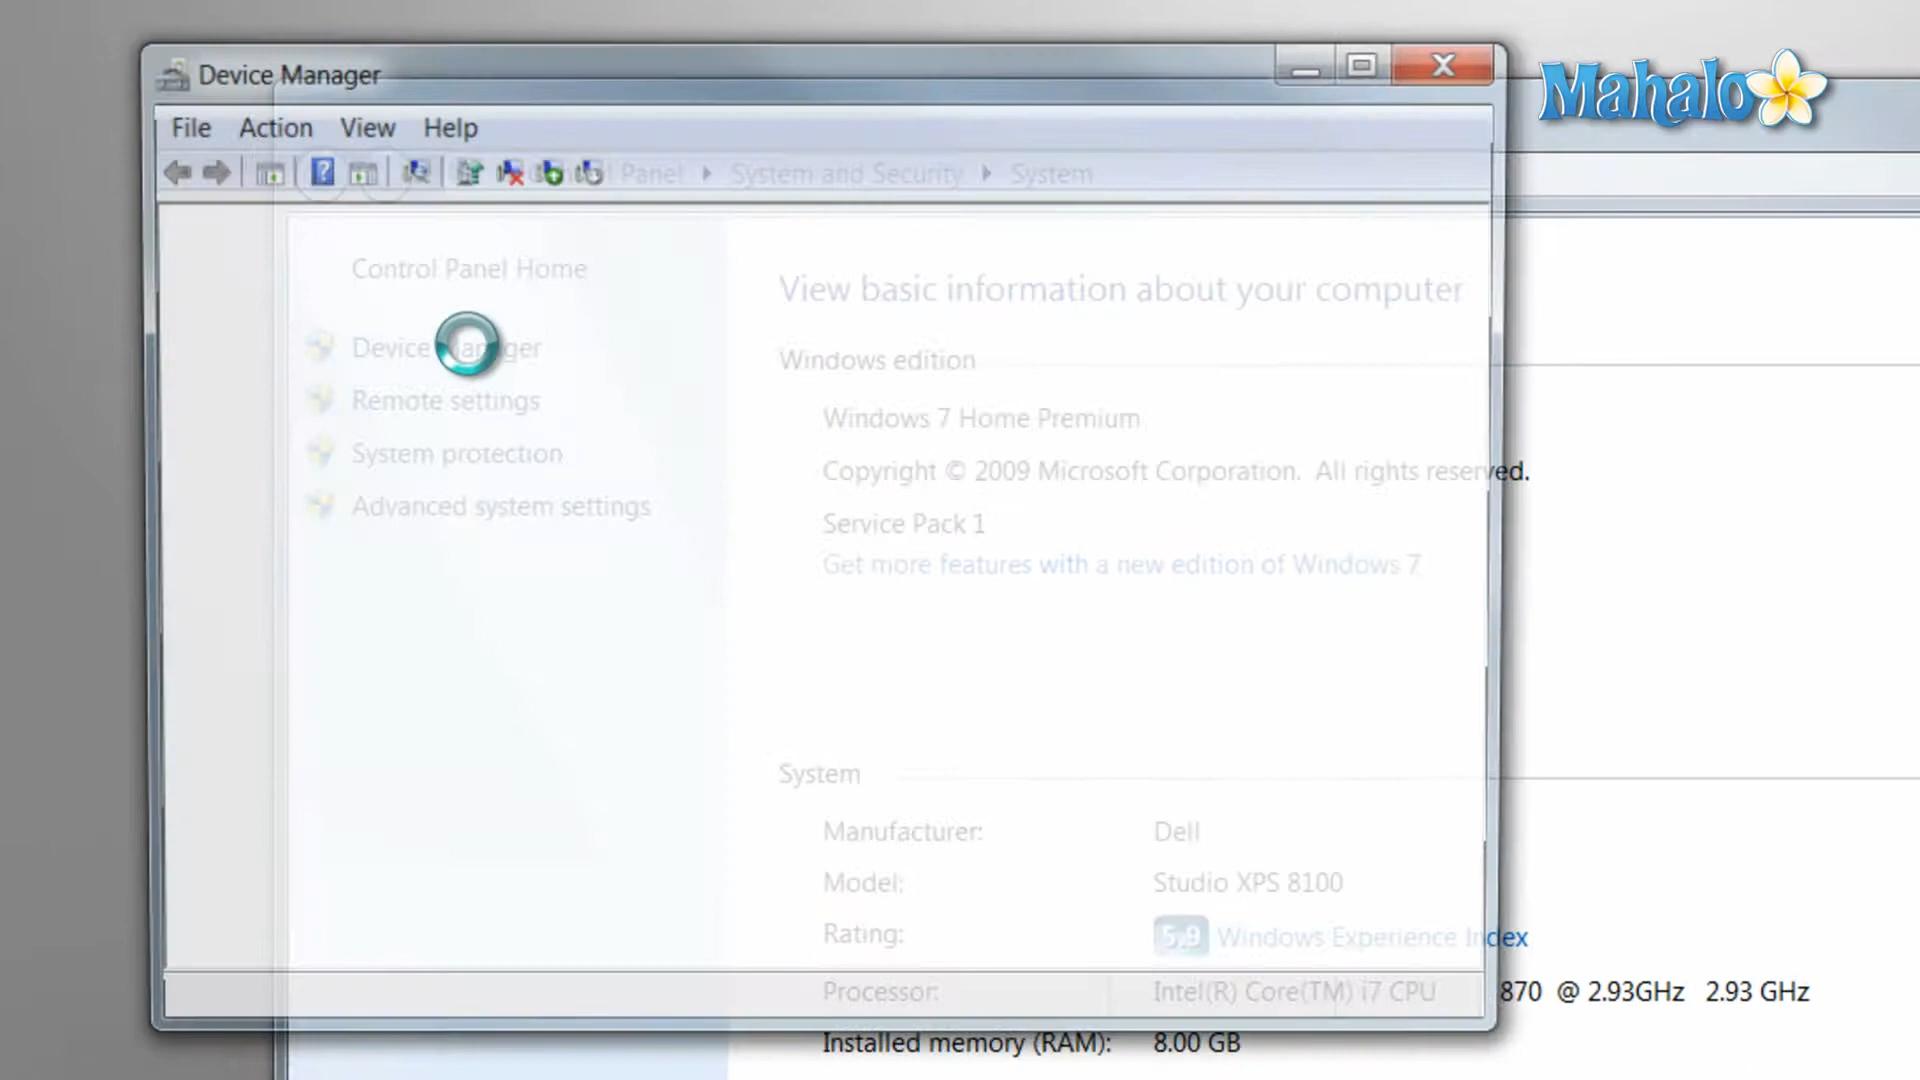 Device Manager
Mahalo
File Action View Help
Panel System and Security System
Control Panel Home
Device Manager
Remote settings
System protection
Advanced system settings
View basic information about your computer
Windows edition
Windows 7 Home Premium
Copyright © 2009 Microsoft Corporation. All rights reserved.
Service Pack 1
Get more features with a new edition of Windows 7
System
Manufacturer: Dell
Model: Studio XPS 8100
Rating: 5,9 Windows Experience Index
Processor: Intel(R) Core(TM) i7 CPU 870 @ 2.93GHz 2.93 GHz
Installed memory (RAM): 8.00 GB